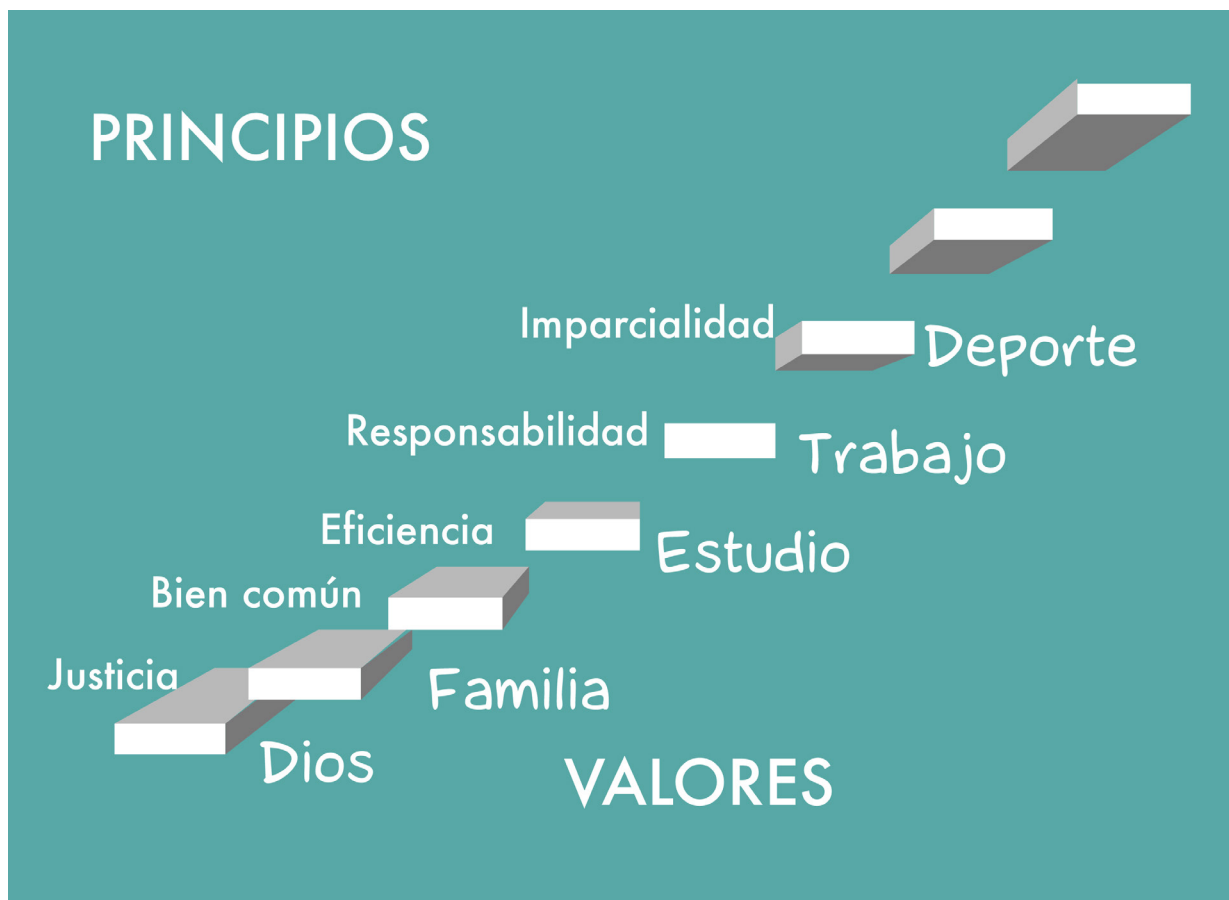 PRINCIPIOS
Imparcialidad
Deporte
Responsabilidad
Trabajo
Eficiencia
Estudio
Bien común
Justicia
Familia
Dios
VALORES